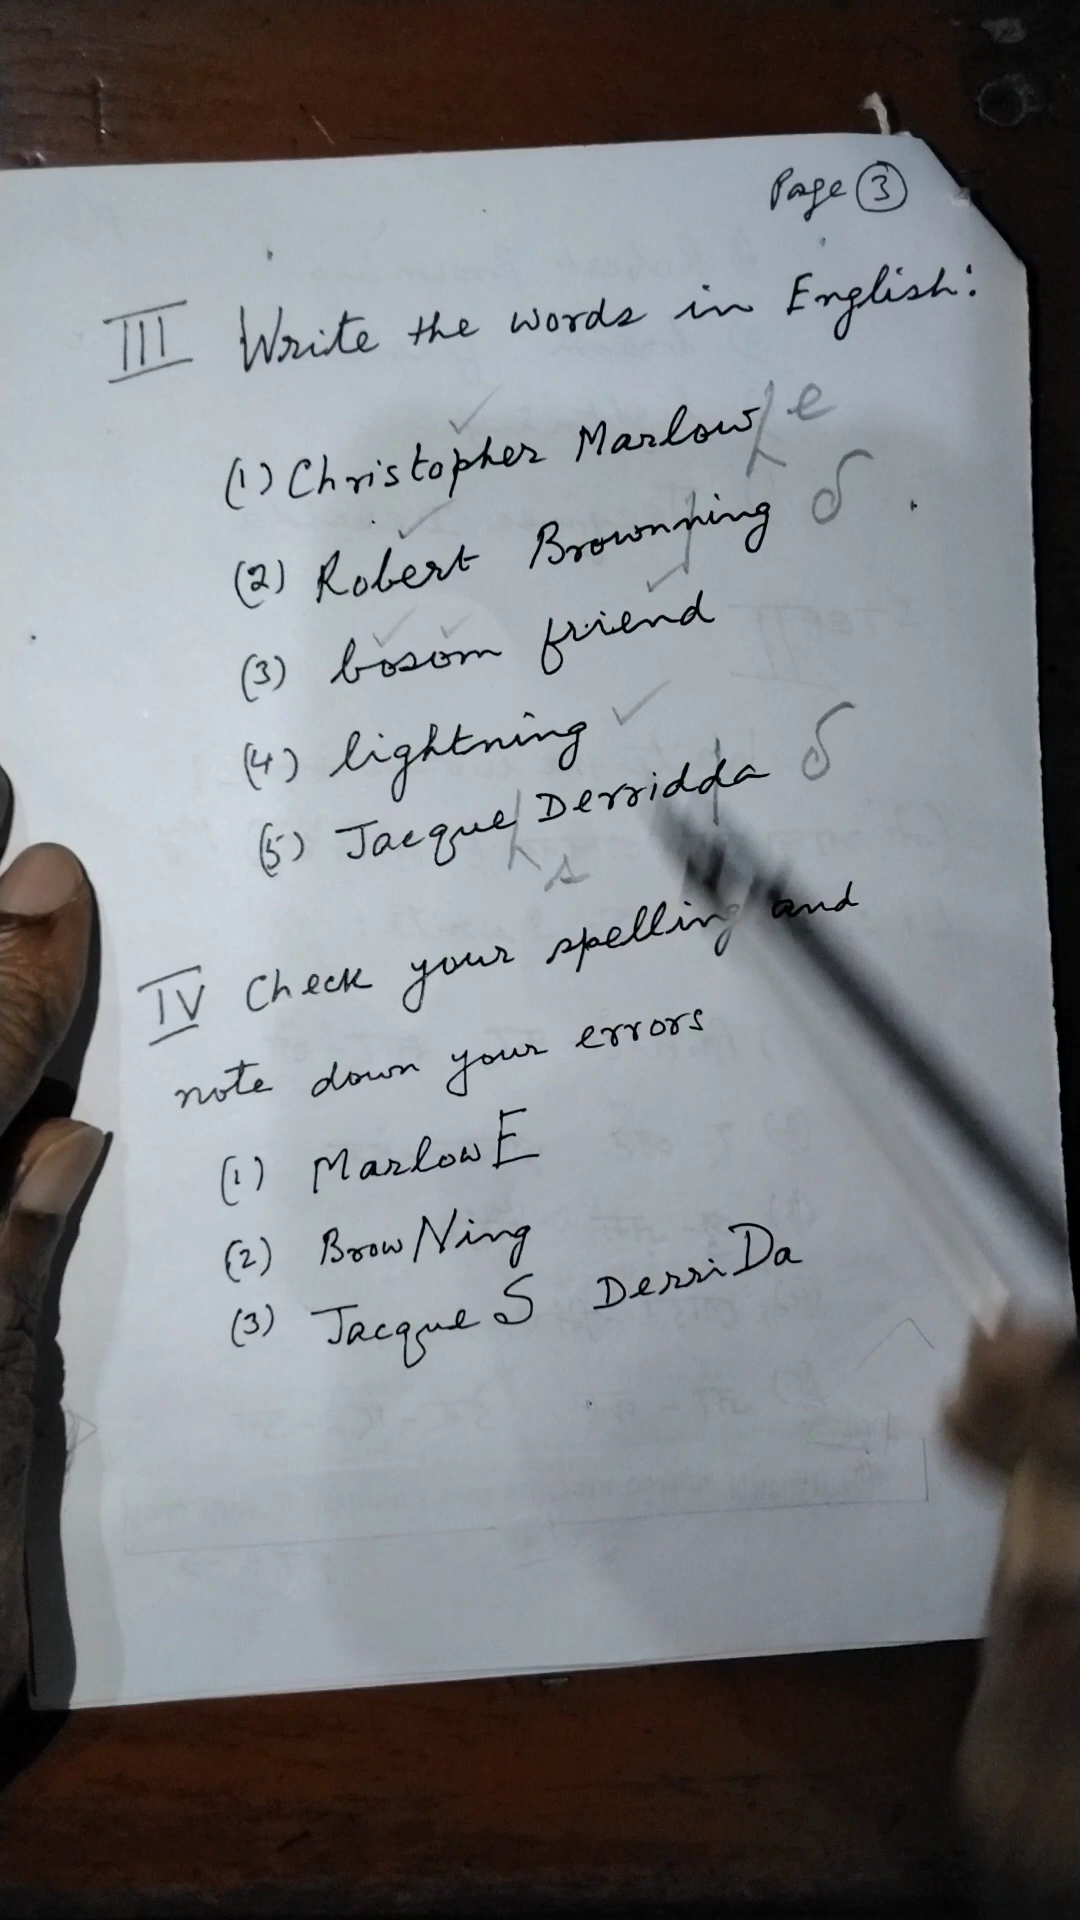 Page 3
III Write the words in English:
(1) Christopher Marlow e
(2) Robert Brownning
(3) bosom friend
(4) lightning
(5) Jacque Derridda
s
IV Check your spelling and
note down your errors
(1) MarlowE
(2) BrowNing
(3) JacqueS DerriDa